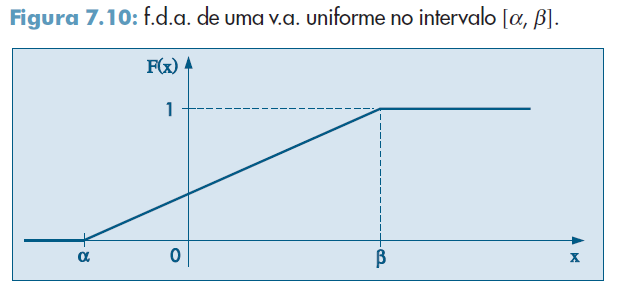 Figura 7.10: f.d.a. de uma v.a. uniforme no intervalo [α, β].
F(x)
1
α
0
β
x